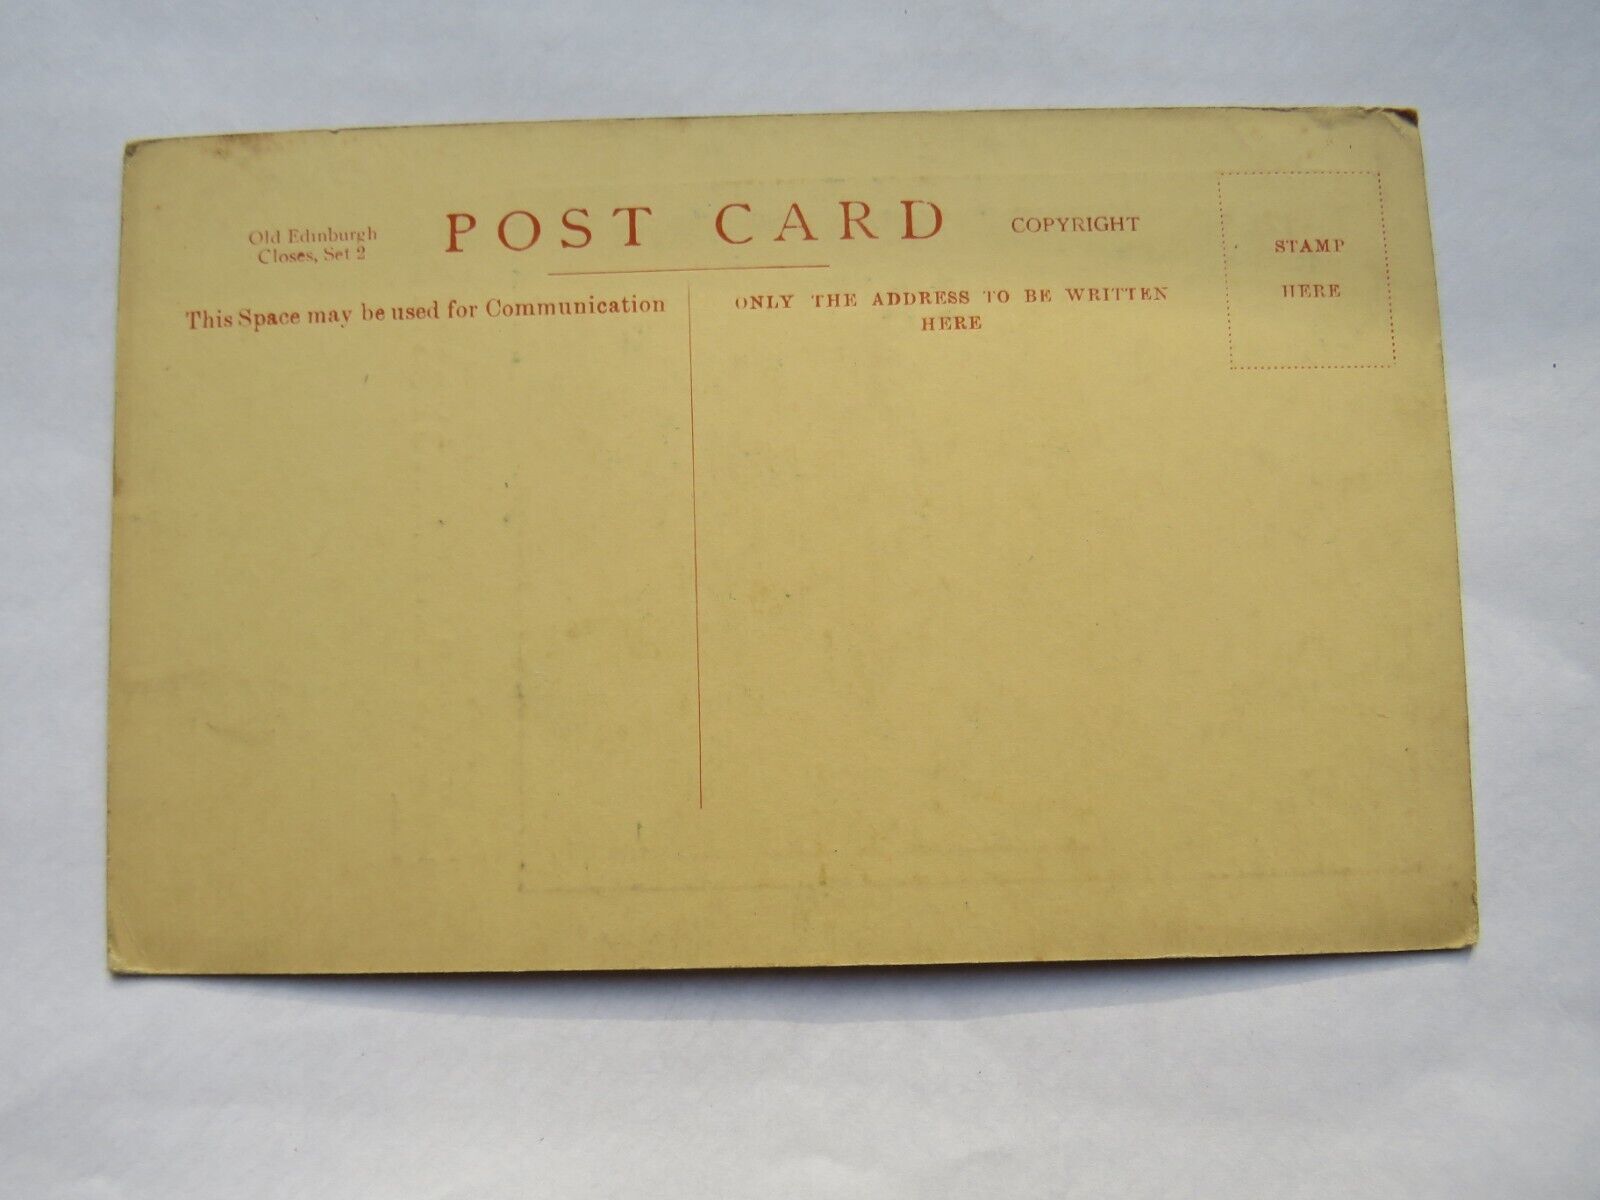 Old Edinburgh
Closes, Set 2
POST CARD
COPYRIGHT
STAMP
HERE
This Space may be used for Communication
ONLY THE ADDRESS TO BE WRITTEN
HERE